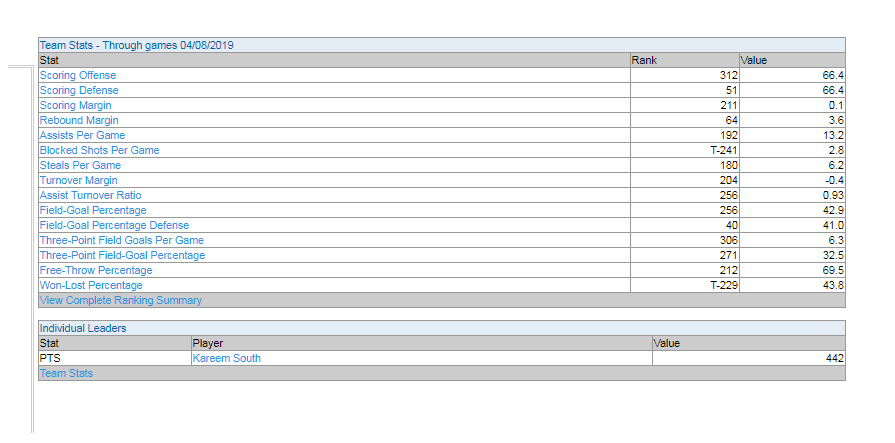 Team Stats - Through games 04/08/2019
Stat Rank Value
Scoring Offense 312 66.4
Scoring Defense 51 66.4
Scoring Margin 211 0.1
Rebound Margin 64 3.6
Assists Per Game 192 13.2
Blocked Shots Per Game T-241 2.8
Steals Per Game 180 6.2
Turnover Margin 204 -0.4
Assist Turnover Ratio 256 0.93
Field-Goal Percentage 256 42.9
Field-Goal Percentage Defense 40 41.0
Three-Point Field Goals Per Game 306 6.3
Three-Point Field-Goal Percentage 271 32.5
Free-Throw Percentage 212 69.5
Won-Lost Percentage T-229 43.8
View Complete Ranking Summary
Individual Leaders
Stat Player Value
PTS Kareem South 442
Team Stats